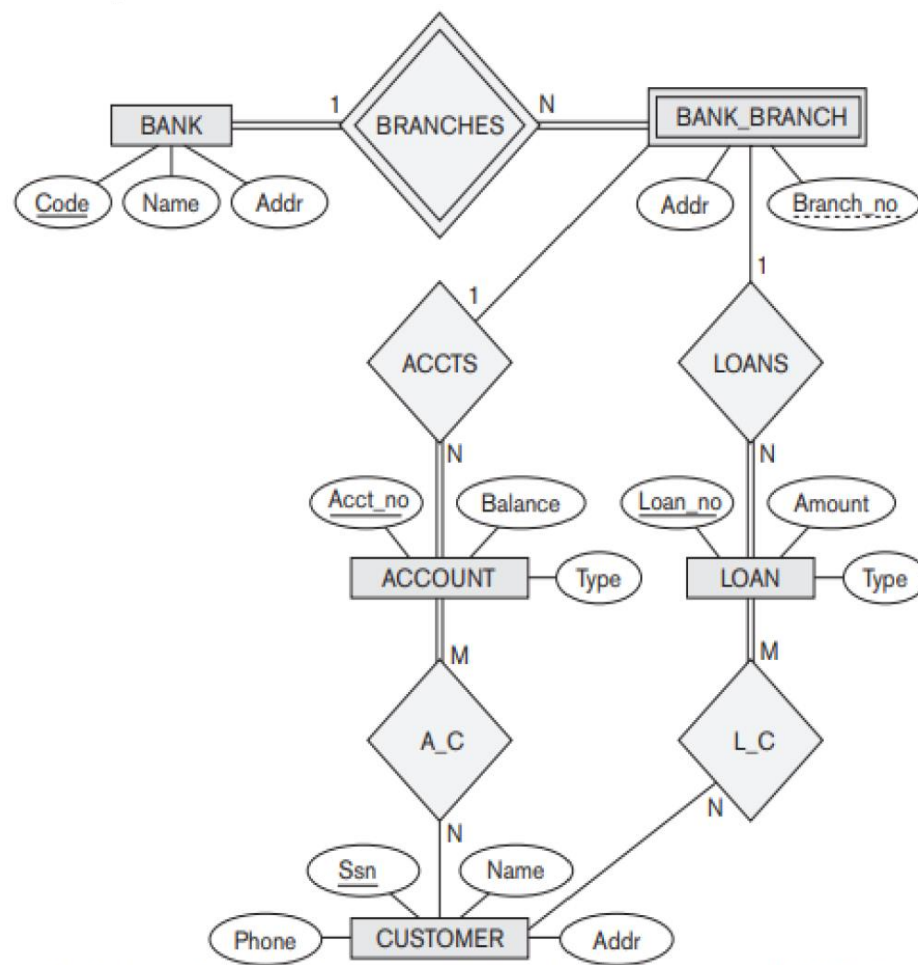 1 N
BANK BRANCHES BANK_BRANCH
Code Name Addr Addr Branch_no
1 1
ACCTS LOANS
N N
Acct_no Balance Loan_no Amount
ACCOUNT Type LOAN Type
M M
A_C L_C
N N
Ssn Name
Phone CUSTOMER Addr